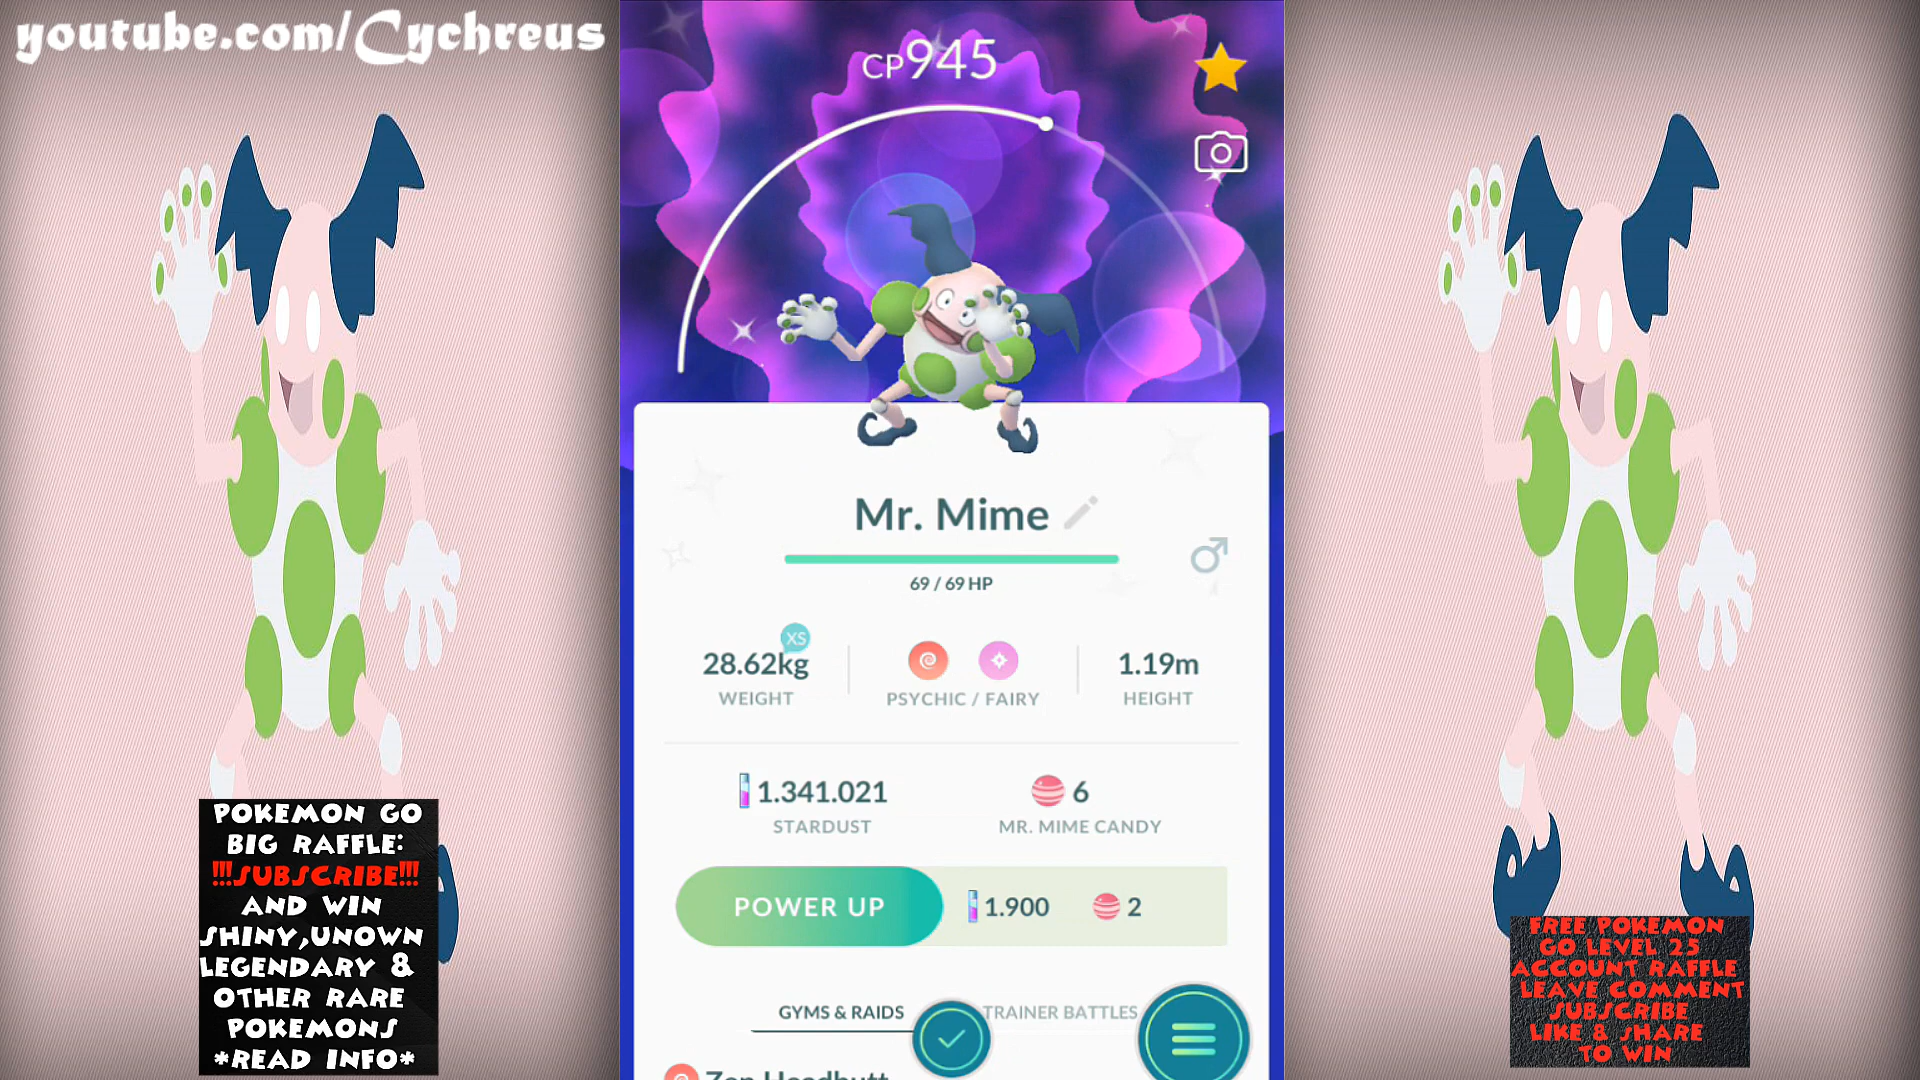 youtube.com/Cychreus
CP945
Mr. Mime
69 / 69 HP
XS
28.62kg
WEIGHT
PSYCHIC / FAIRY
1.19m
HEIGHT
1.341.021
STARDUST
6
MR. MIME CANDY
POWER UP
1.900
2
GYMS & RAIDS
TRAINER BATTLES
Zen Headbutt
POKEMON GO
BIG RAFFLE:
!!!SUBSCRIBE!!!
AND WIN
SHINY,UNOWN
LEGENDARY &
OTHER RARE
POKEMONS
*READ INFO*
FREE POKEMON
GO LEVEL 25
ACCOUNT RAFFLE
LEAVE COMMENT
SUBSCRIBE
LIKE & SHARE
TO WIN